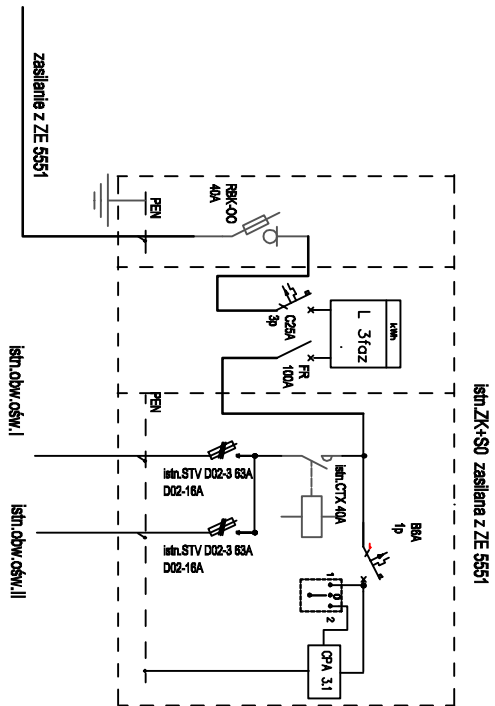 istn.ZK+SO zasilana z ZE 5551
zasilanie z ZE 5551
PEN
RBK-OO
40A
C25A
3p
kWh
L 3faz
FR
100A
PEN
istn.obw.ośw.I
istn.STV D02-3 63A
D02-16A
istn.CTX 40A
istn.obw.ośw.II
istn.STV D02-3 63A
D02-16A
B6A
1p
1
0
2
CPA 3.1